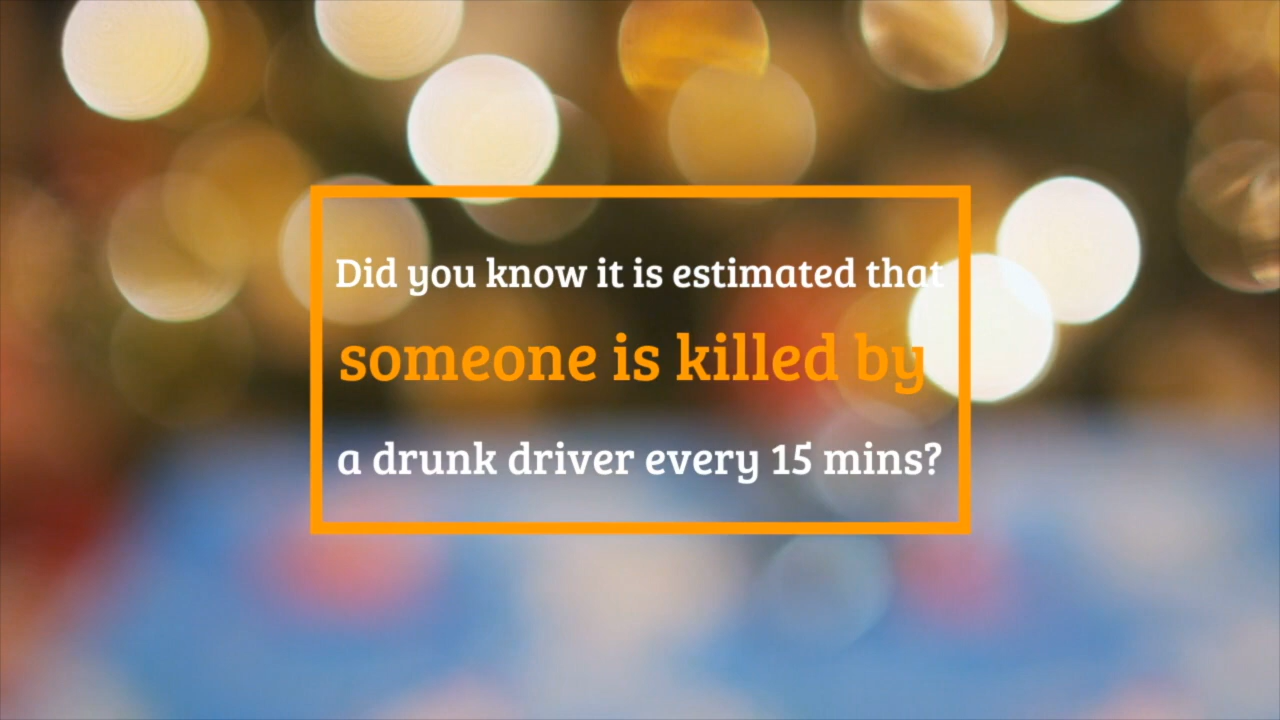 Did you know it is estimated that
someone is killed by
a drunk driver every 15 mins?